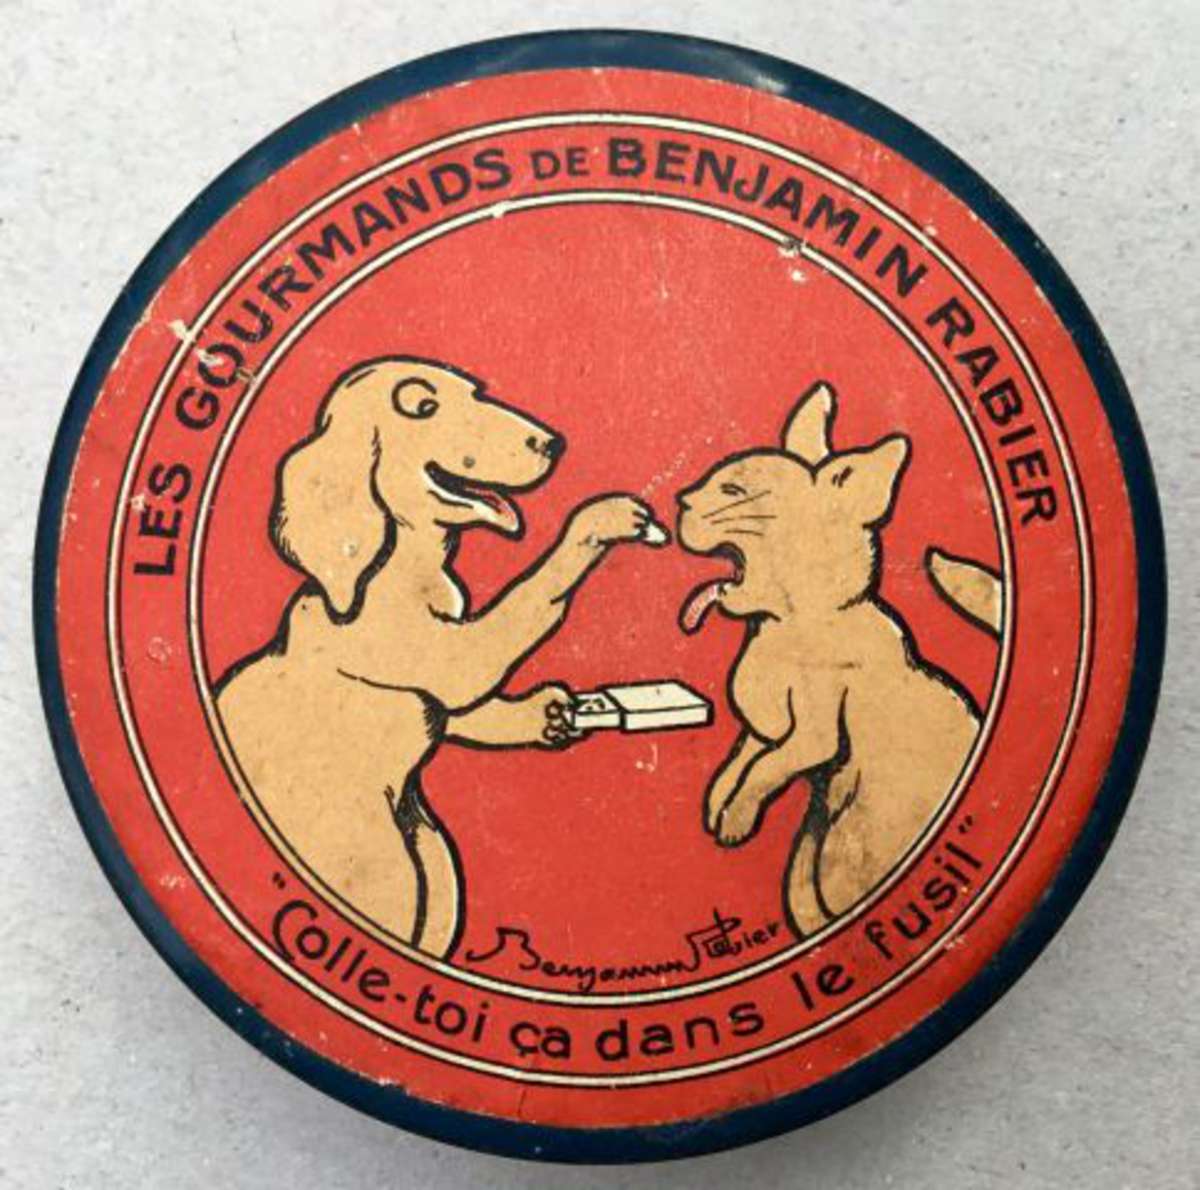 LES GOURMANDS DE BENJAMIN RABIER
Benjamin Rabier
"Colle-toi ça dans le fusil"